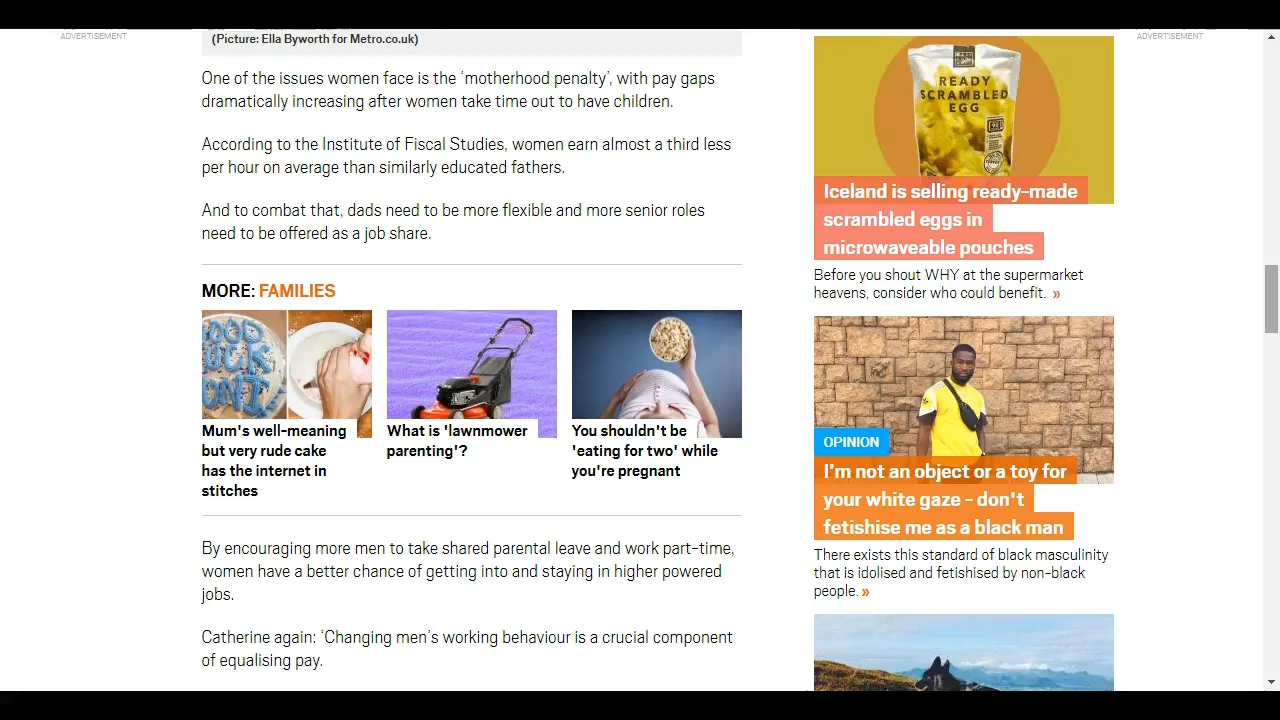 ADVERTISEMENT
(Picture: Ella Byworth for Metro.co.uk)
One of the issues women face is the ‘motherhood penalty’, with pay gaps
dramatically increasing after women take time out to have children.
According to the Institute of Fiscal Studies, women earn almost a third less
per hour on average than similarly educated fathers.
And to combat that, dads need to be more flexible and more senior roles
need to be offered as a job share.
MORE: FAMILIES
Mum's well-meaning
but very rude cake
has the internet in
stitches
What is 'lawnmower
parenting'?
You shouldn't be
'eating for two' while
you're pregnant
By encouraging more men to take shared parental leave and work part-time,
women have a better chance of getting into and staying in higher powered
jobs.
Catherine again: ‘Changing men’s working behaviour is a crucial component
of equalising pay.
ADVERTISEMENT
READY
SCRAMBLED
EGG
Iceland is selling ready-made
scrambled eggs in
microwaveable pouches
Before you shout WHY at the supermarket
heavens, consider who could benefit. »
OPINION
I'm not an object or a toy for
your white gaze - don't
fetishise me as a black man
There exists this standard of black masculinity
that is idolised and fetishised by non-black
people. »